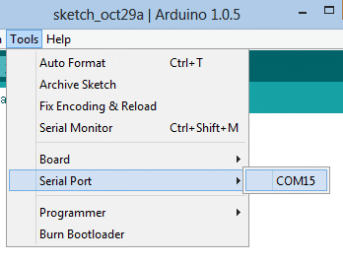 sketch_oct29a | Arduino 1.0.5
Tools Help
Auto Format Ctrl+T
Archive Sketch
Fix Encoding & Reload
Serial Monitor Ctrl+Shift+M
Board
Serial Port COM15
Programmer
Burn Bootloader